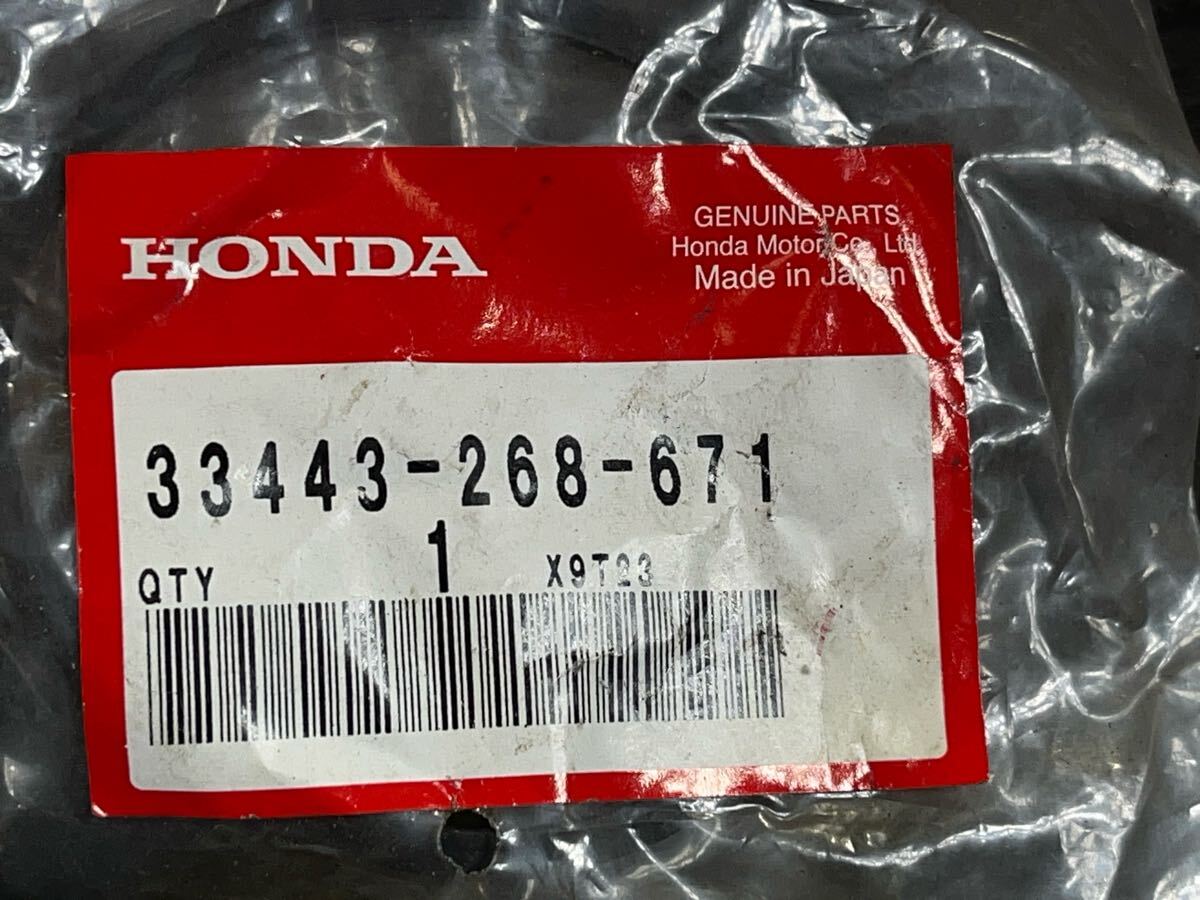 HONDA
GENUINE PARTS
Honda Motor Co., Ltd
Made in Japan
33443-268-671
QTY 1 X9T23